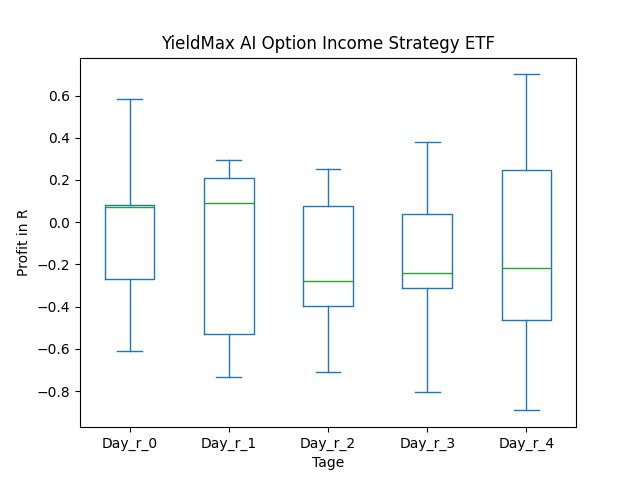 YieldMax AI Option Income Strategy ETF
Profit in R
0.6
0.4
0.2
0.0
−0.2
−0.4
−0.6
−0.8
Day_r_0 Day_r_1 Day_r_2 Day_r_3 Day_r_4
Tage